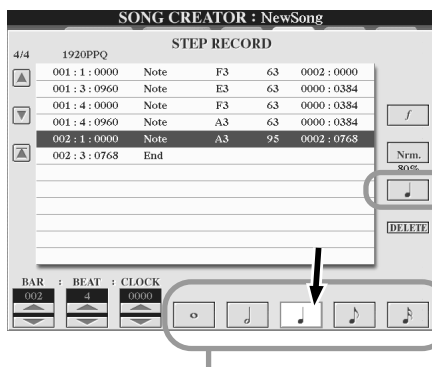 SONG CREATOR : NewSong
STEP RECORD
4/4 1920PPQ
001 : 1 : 0000 Note F3 63 0002 : 0000
001 : 3 : 0960 Note E3 63 0000 : 0384
001 : 4 : 0000 Note F3 63 0000 : 0384
001 : 4 : 0960 Note A3 63 0000 : 0384
002 : 1 : 0000 Note A3 95 0002 : 0768
002 : 3 : 0768 End
f
Nrm.
80%
DELETE
BAR : BEAT : CLOCK
002 4 0000